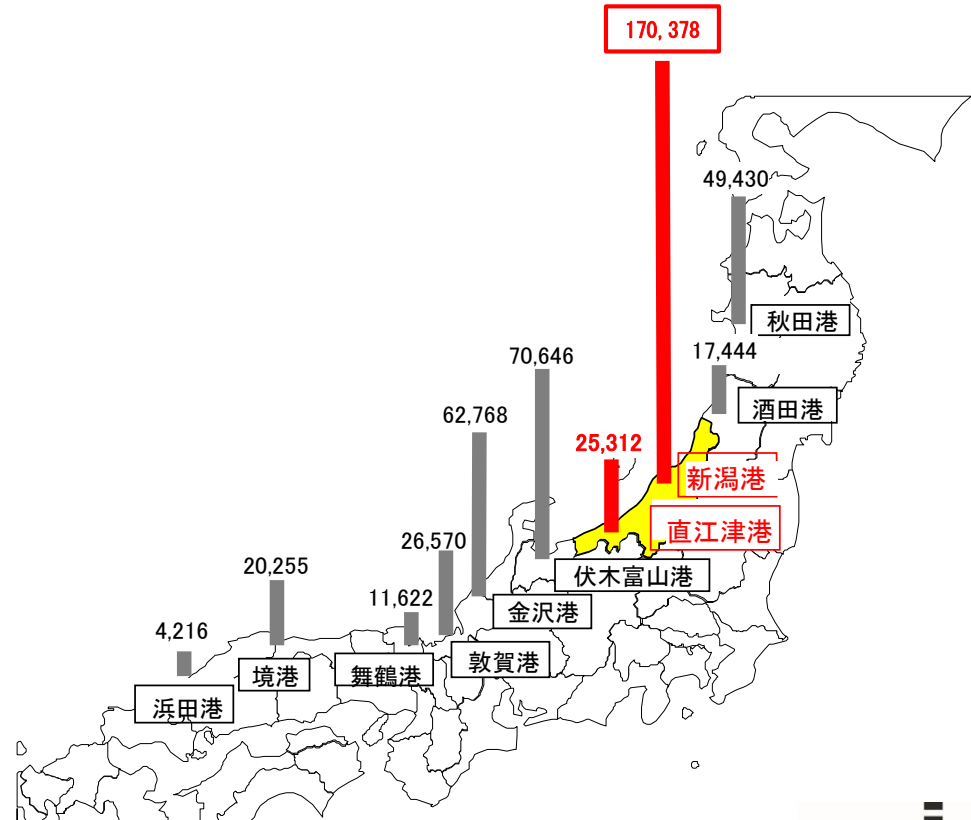 170,378
49,430
秋田港
17,444
酒田港
70,646
62,768
25,312
新潟港
直江津港
26,570
伏木富山港
20,255
11,622
金沢港
4,216
境港
舞鶴港
敦賀港
浜田港